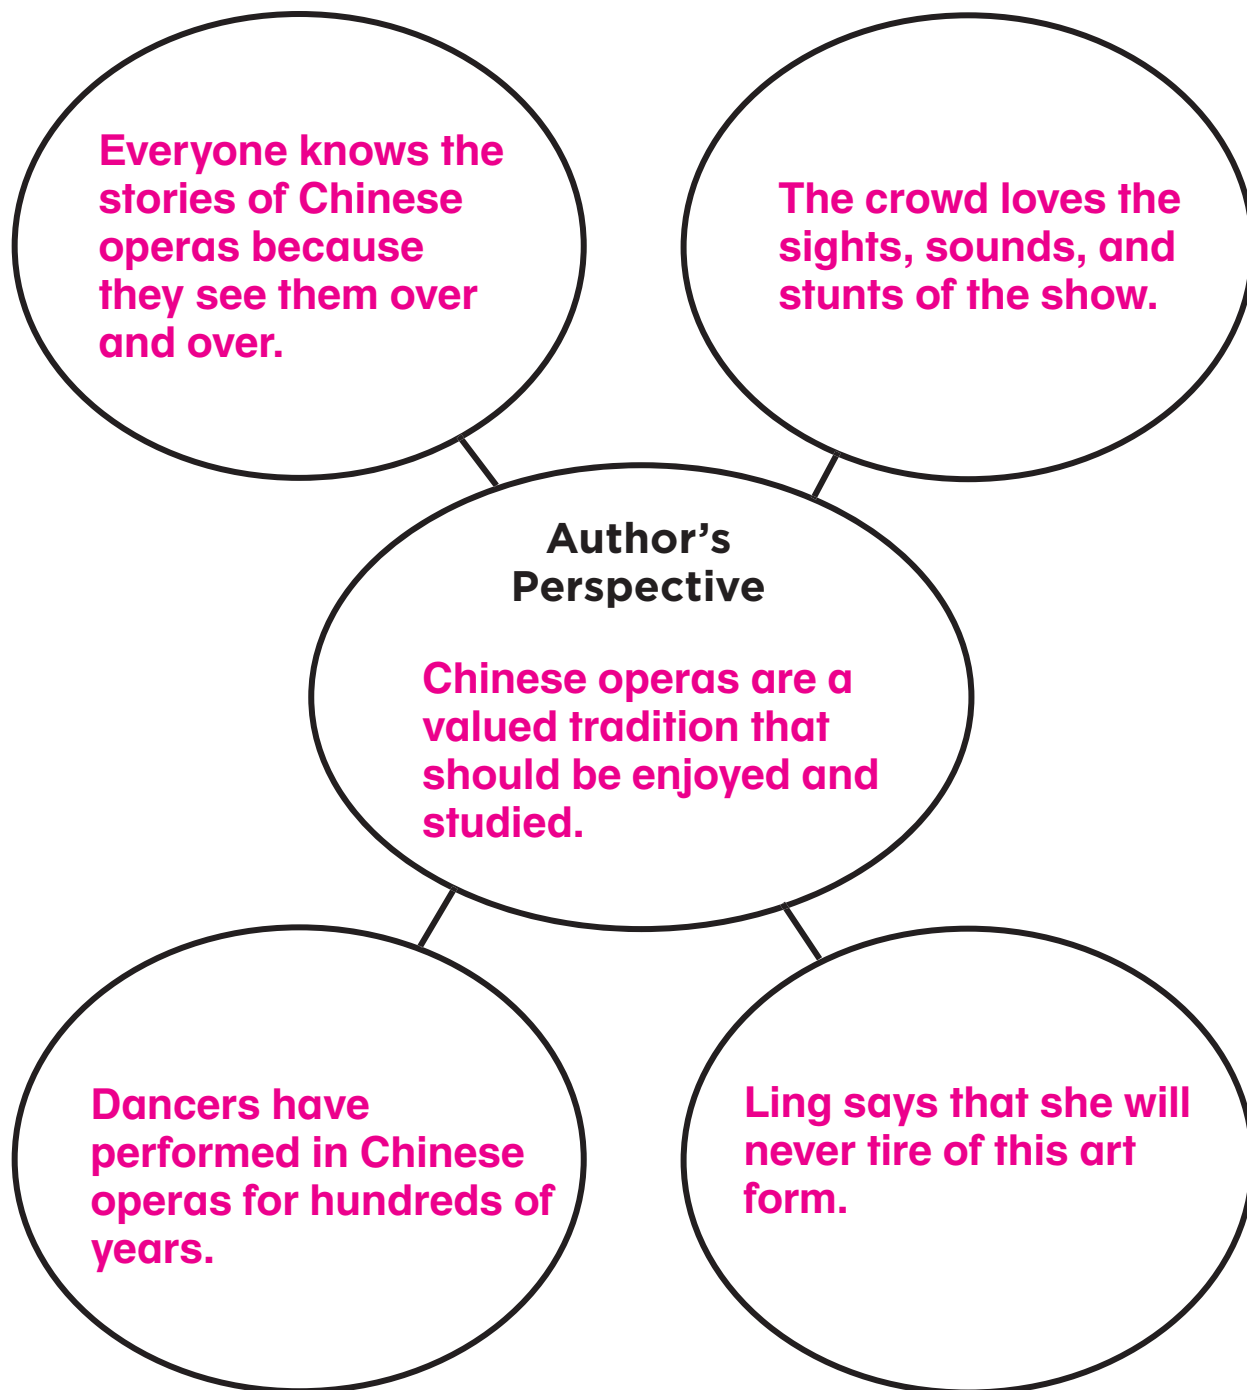 Everyone knows the
stories of Chinese
operas because
they see them over
and over.
The crowd loves the
sights, sounds, and
stunts of the show.
Author’s
Perspective
Chinese operas are a
valued tradition that
should be enjoyed and
studied.
Dancers have
performed in Chinese
operas for hundreds of
years.
Ling says that she will
never tire of this art
form.